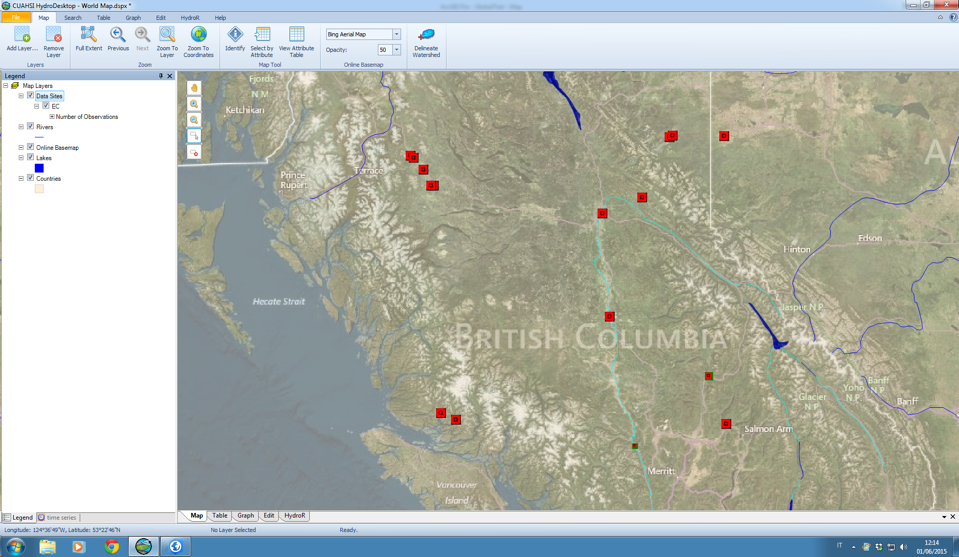 CUAHSI HydroDesktop - World Map.dspx *
File Map Search Table Graph Edit HydroR Help
Add Layer... Remove Layer Full Extent Previous Next Zoom To Layer Zoom To Coordinates Identify Select by Attribute View Attribute Table Bing Aerial Map Opacity: 50 Delineate Watershed
Layers Zoom Map Tool Online Basemap
Legend
Map Layers
Data Sites
EC
Number of Observations
Rivers
Online Basemap
Lakes
Countries
Fjords
N.M
Ketchikan
Terrace
Prince
Rupert
Hinton
Edson
Hecate Strait
Jasper N.P.
BRITISH COLUMBIA
Glacier
N.P.
Yoho
N.P.
Banff
N.P.
Banff
Salmon Arm
Merritt
Vancouver
Island
Legend time series
Map Table Graph Edit HydroR
Longitude: 124°36'49"W, Latitude: 53°22'46"N No Layer Selected Ready.
IT 12:14
01/06/2015